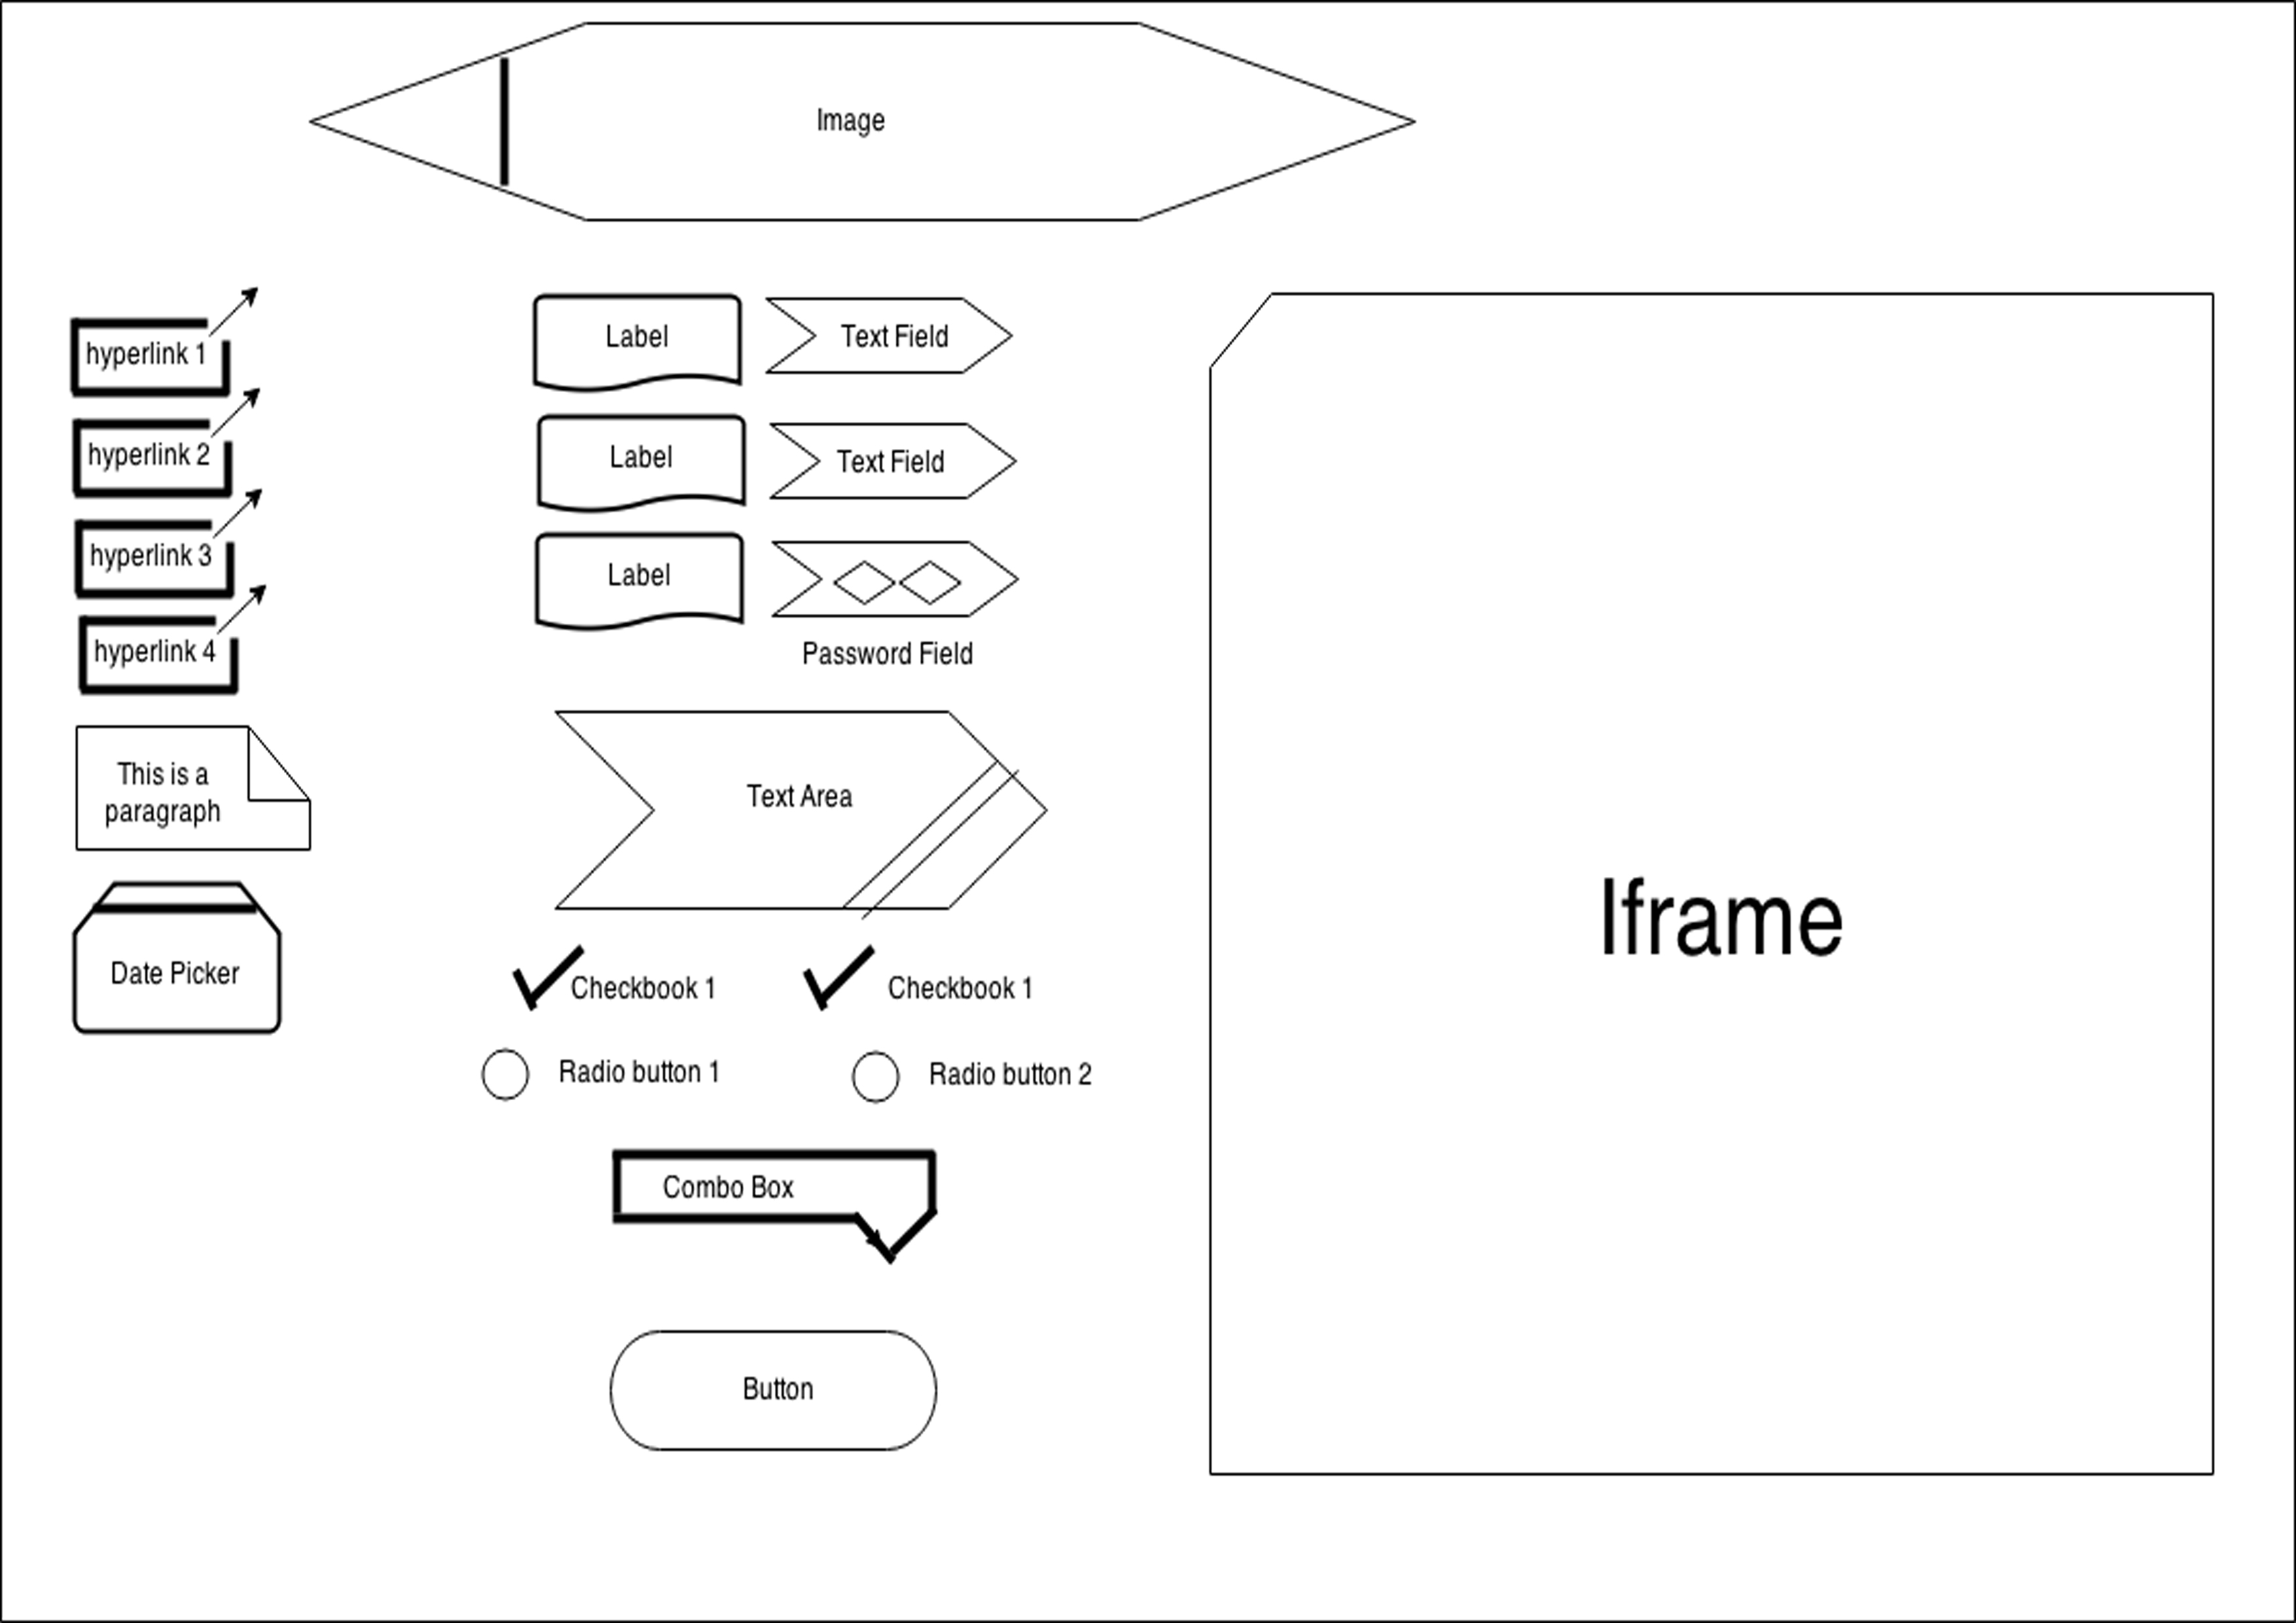 Image
hyperlink 1
hyperlink 2
hyperlink 3
hyperlink 4
This is a
paragraph
Date Picker
Label
Text Field
Label
Text Field
Label
Password Field
Text Area
Checkbook 1
Checkbook 1
Radio button 1
Radio button 2
Combo Box
Button
Iframe